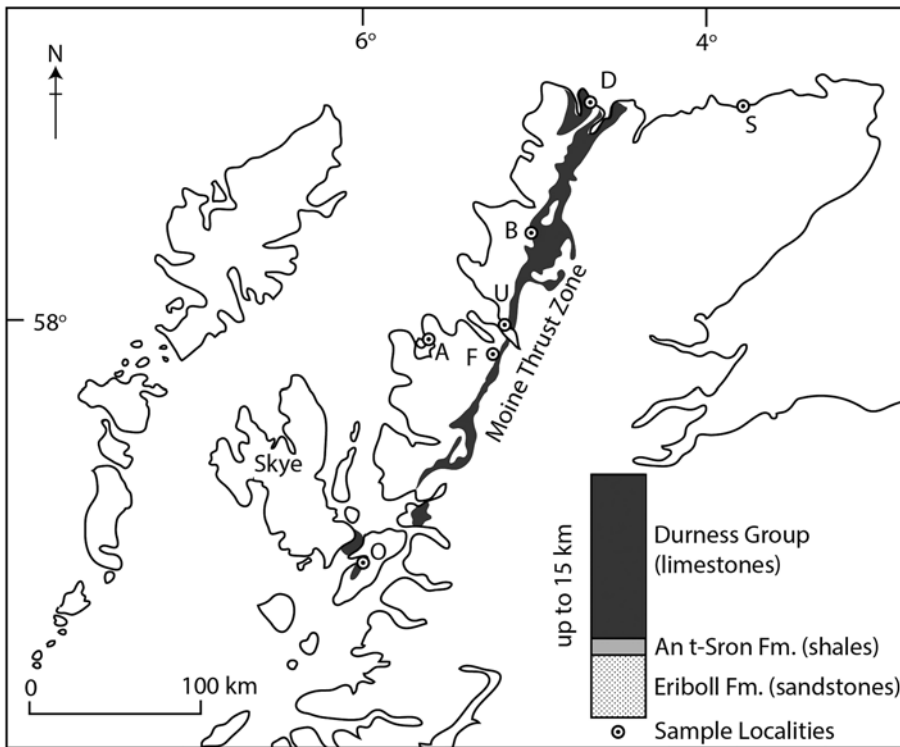 6°
4°
N
D
S
B
U
58°
A
F
Moine Thrust Zone
Skye
up to 15 km
Durness Group
(limestones)
An t-Sron Fm. (shales)
Eriboll Fm. (sandstones)
Sample Localities
0
100 km